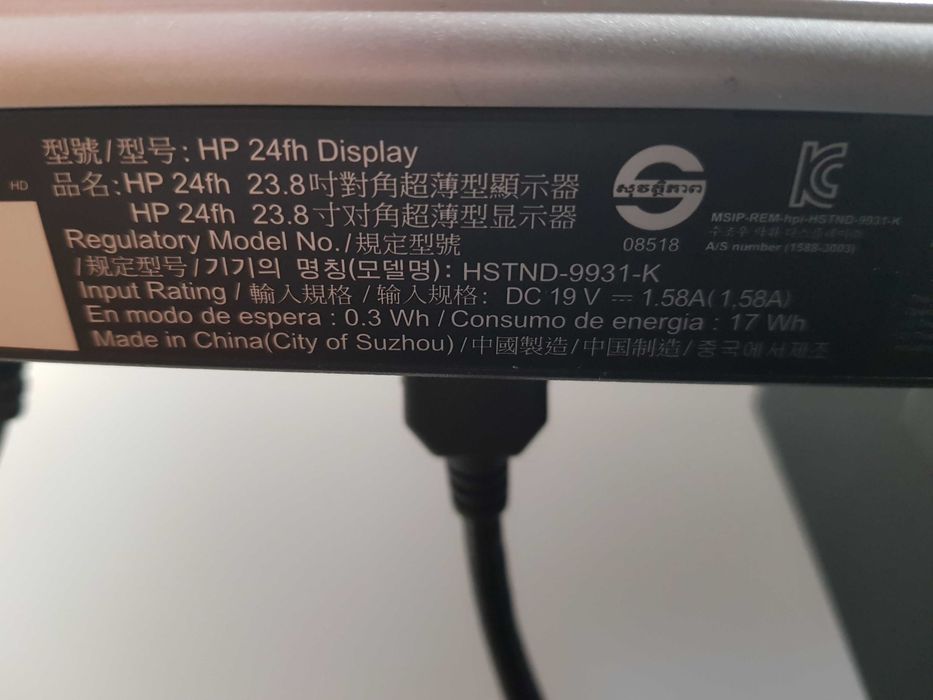 型號/型号: HP 24fh Display
HD
品名:HP 24fh 23.8吋對角超薄型顯示器
HP 24fh 23.8寸对角超薄型显示器
Regulatory Model No./規定型號
/规定型号/기기의 명칭(모델명): HSTND-9931-K
Input Rating / 輸入規格 / 输入规格: DC 19 V ⎓ 1.58A(1.58A)
En modo de espera : 0.3 Wh / Consumo de energia : 17 Wh
Made in China(City of Suzhou) /中國製造/中国制造/중국에서제조
08518
KC
MSIP-REM-hpi-HSTND-9931-K
A/S number (1588-3003)